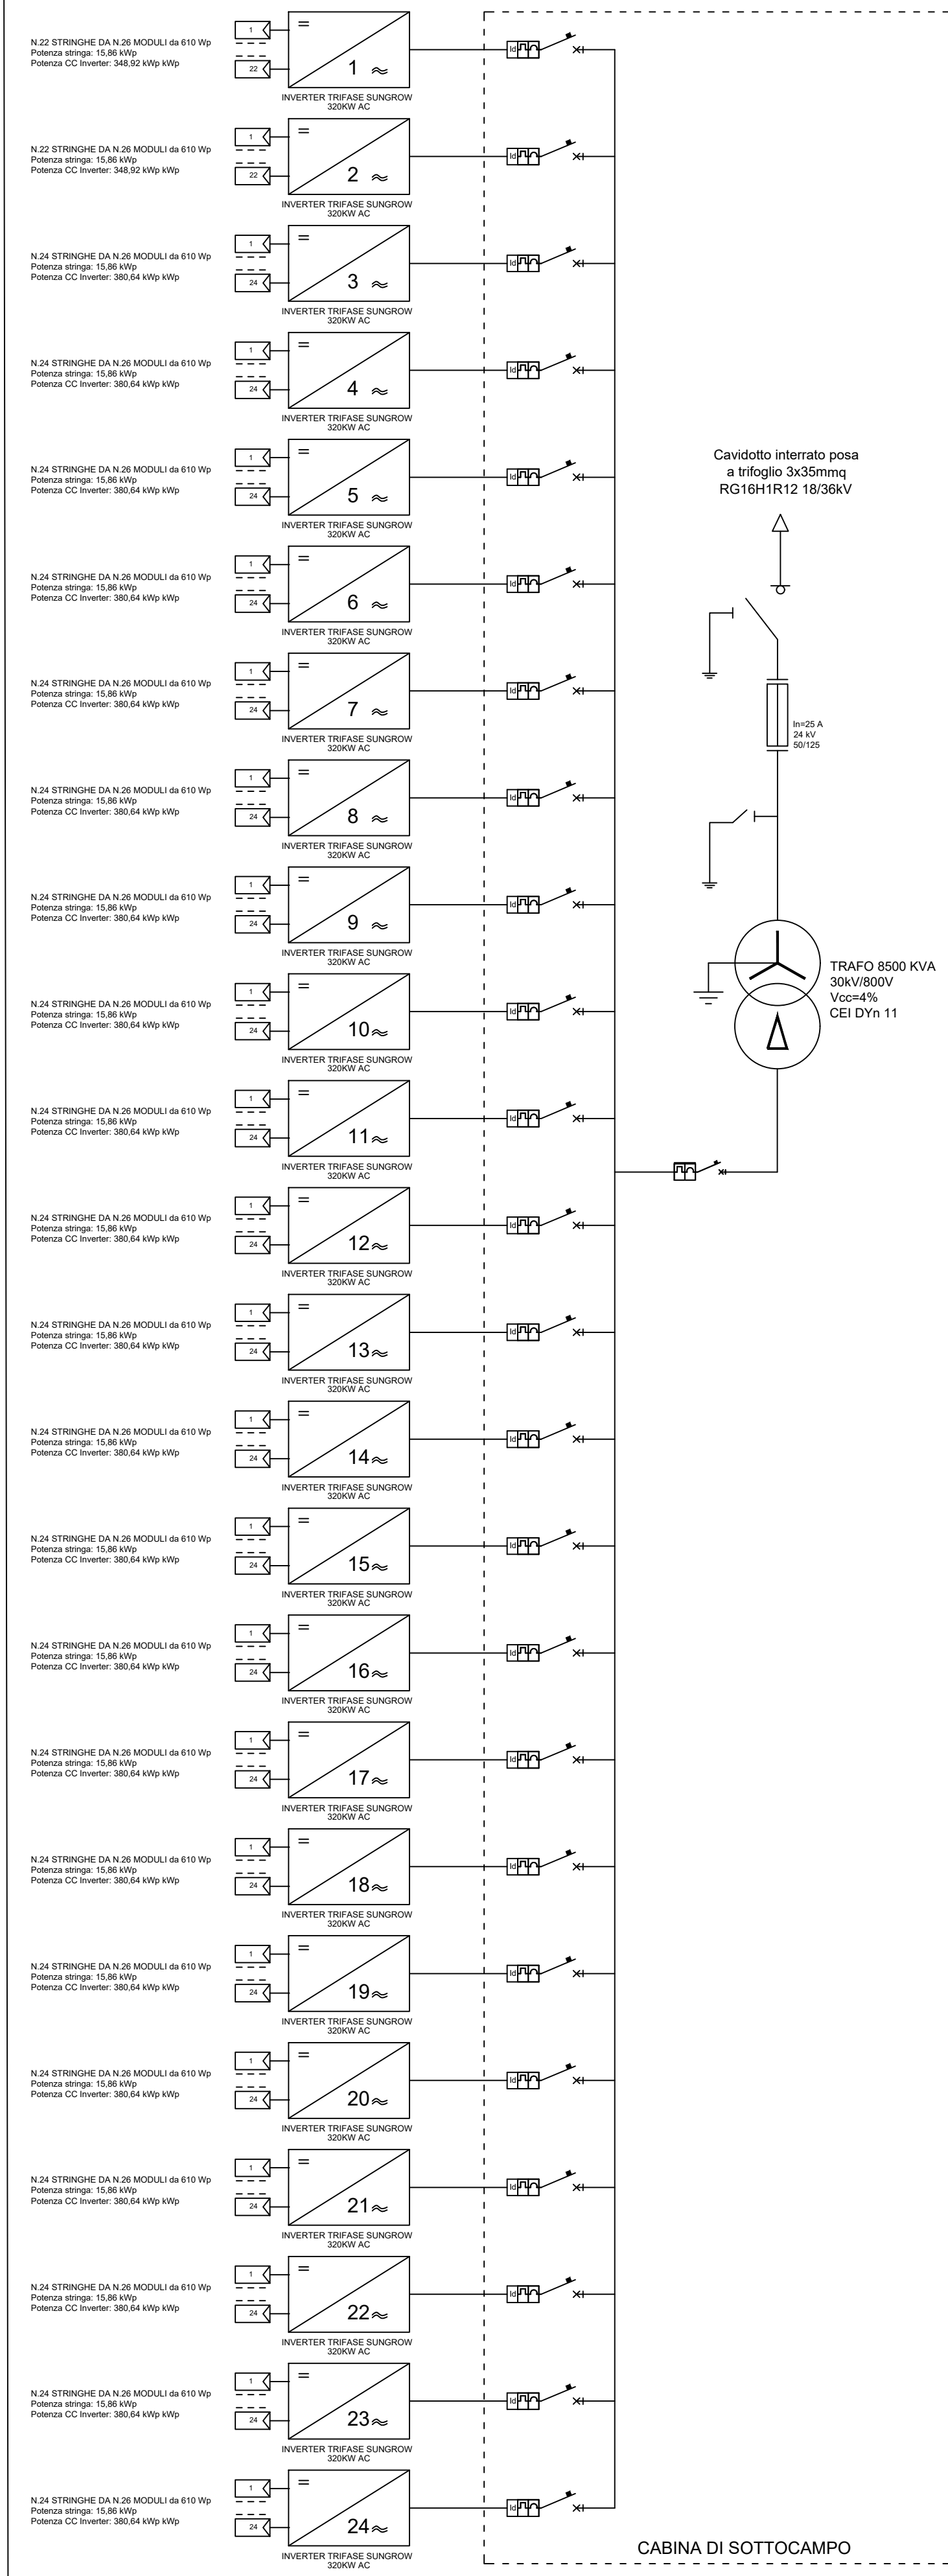 N.22 STRINGHE DA N.26 MODULI da 610 Wp
Potenza stringa: 15,86 kWp
Potenza CC Inverter: 348,92 kWp kWp
1
22
1
INVERTER TRIFASE SUNGROW
320KW AC
Id
N.22 STRINGHE DA N.26 MODULI da 610 Wp
Potenza stringa: 15,86 kWp
Potenza CC Inverter: 348,92 kWp kWp
1
22
2
INVERTER TRIFASE SUNGROW
320KW AC
Id
N.24 STRINGHE DA N.26 MODULI da 610 Wp
Potenza stringa: 15,86 kWp
Potenza CC Inverter: 380,64 kWp kWp
1
24
3
INVERTER TRIFASE SUNGROW
320KW AC
Id
N.24 STRINGHE DA N.26 MODULI da 610 Wp
Potenza stringa: 15,86 kWp
Potenza CC Inverter: 380,64 kWp kWp
1
24
4
INVERTER TRIFASE SUNGROW
320KW AC
Id
N.24 STRINGHE DA N.26 MODULI da 610 Wp
Potenza stringa: 15,86 kWp
Potenza CC Inverter: 380,64 kWp kWp
1
24
5
INVERTER TRIFASE SUNGROW
320KW AC
Id
N.24 STRINGHE DA N.26 MODULI da 610 Wp
Potenza stringa: 15,86 kWp
Potenza CC Inverter: 380,64 kWp kWp
1
24
6
INVERTER TRIFASE SUNGROW
320KW AC
Id
N.24 STRINGHE DA N.26 MODULI da 610 Wp
Potenza stringa: 15,86 kWp
Potenza CC Inverter: 380,64 kWp kWp
1
24
7
INVERTER TRIFASE SUNGROW
320KW AC
Id
N.24 STRINGHE DA N.26 MODULI da 610 Wp
Potenza stringa: 15,86 kWp
Potenza CC Inverter: 380,64 kWp kWp
1
24
8
INVERTER TRIFASE SUNGROW
320KW AC
Id
N.24 STRINGHE DA N.26 MODULI da 610 Wp
Potenza stringa: 15,86 kWp
Potenza CC Inverter: 380,64 kWp kWp
1
24
9
INVERTER TRIFASE SUNGROW
320KW AC
Id
N.24 STRINGHE DA N.26 MODULI da 610 Wp
Potenza stringa: 15,86 kWp
Potenza CC Inverter: 380,64 kWp kWp
1
24
10
INVERTER TRIFASE SUNGROW
320KW AC
Id
N.24 STRINGHE DA N.26 MODULI da 610 Wp
Potenza stringa: 15,86 kWp
Potenza CC Inverter: 380,64 kWp kWp
1
24
11
INVERTER TRIFASE SUNGROW
320KW AC
Id
N.24 STRINGHE DA N.26 MODULI da 610 Wp
Potenza stringa: 15,86 kWp
Potenza CC Inverter: 380,64 kWp kWp
1
24
12
INVERTER TRIFASE SUNGROW
320KW AC
Id
N.24 STRINGHE DA N.26 MODULI da 610 Wp
Potenza stringa: 15,86 kWp
Potenza CC Inverter: 380,64 kWp kWp
1
24
13
INVERTER TRIFASE SUNGROW
320KW AC
Id
N.24 STRINGHE DA N.26 MODULI da 610 Wp
Potenza stringa: 15,86 kWp
Potenza CC Inverter: 380,64 kWp kWp
1
24
14
INVERTER TRIFASE SUNGROW
320KW AC
Id
N.24 STRINGHE DA N.26 MODULI da 610 Wp
Potenza stringa: 15,86 kWp
Potenza CC Inverter: 380,64 kWp kWp
1
24
15
INVERTER TRIFASE SUNGROW
320KW AC
Id
N.24 STRINGHE DA N.26 MODULI da 610 Wp
Potenza stringa: 15,86 kWp
Potenza CC Inverter: 380,64 kWp kWp
1
24
16
INVERTER TRIFASE SUNGROW
320KW AC
Id
N.24 STRINGHE DA N.26 MODULI da 610 Wp
Potenza stringa: 15,86 kWp
Potenza CC Inverter: 380,64 kWp kWp
1
24
17
INVERTER TRIFASE SUNGROW
320KW AC
Id
N.24 STRINGHE DA N.26 MODULI da 610 Wp
Potenza stringa: 15,86 kWp
Potenza CC Inverter: 380,64 kWp kWp
1
24
18
INVERTER TRIFASE SUNGROW
320KW AC
Id
N.24 STRINGHE DA N.26 MODULI da 610 Wp
Potenza stringa: 15,86 kWp
Potenza CC Inverter: 380,64 kWp kWp
1
24
19
INVERTER TRIFASE SUNGROW
320KW AC
Id
N.24 STRINGHE DA N.26 MODULI da 610 Wp
Potenza stringa: 15,86 kWp
Potenza CC Inverter: 380,64 kWp kWp
1
24
20
INVERTER TRIFASE SUNGROW
320KW AC
Id
N.24 STRINGHE DA N.26 MODULI da 610 Wp
Potenza stringa: 15,86 kWp
Potenza CC Inverter: 380,64 kWp kWp
1
24
21
INVERTER TRIFASE SUNGROW
320KW AC
Id
N.24 STRINGHE DA N.26 MODULI da 610 Wp
Potenza stringa: 15,86 kWp
Potenza CC Inverter: 380,64 kWp kWp
1
24
22
INVERTER TRIFASE SUNGROW
320KW AC
Id
N.24 STRINGHE DA N.26 MODULI da 610 Wp
Potenza stringa: 15,86 kWp
Potenza CC Inverter: 380,64 kWp kWp
1
24
23
INVERTER TRIFASE SUNGROW
320KW AC
Id
N.24 STRINGHE DA N.26 MODULI da 610 Wp
Potenza stringa: 15,86 kWp
Potenza CC Inverter: 380,64 kWp kWp
1
24
24
INVERTER TRIFASE SUNGROW
320KW AC
Id
Cavidotto interrato posa
a trifoglio 3x35mmq
RG16H1R12 18/36kV
In=25 A
24 kV
50/125
TRAFO 8500 KVA
30kV/800V
Vcc=4%
CEI DYn 11
CABINA DI SOTTOCAMPO